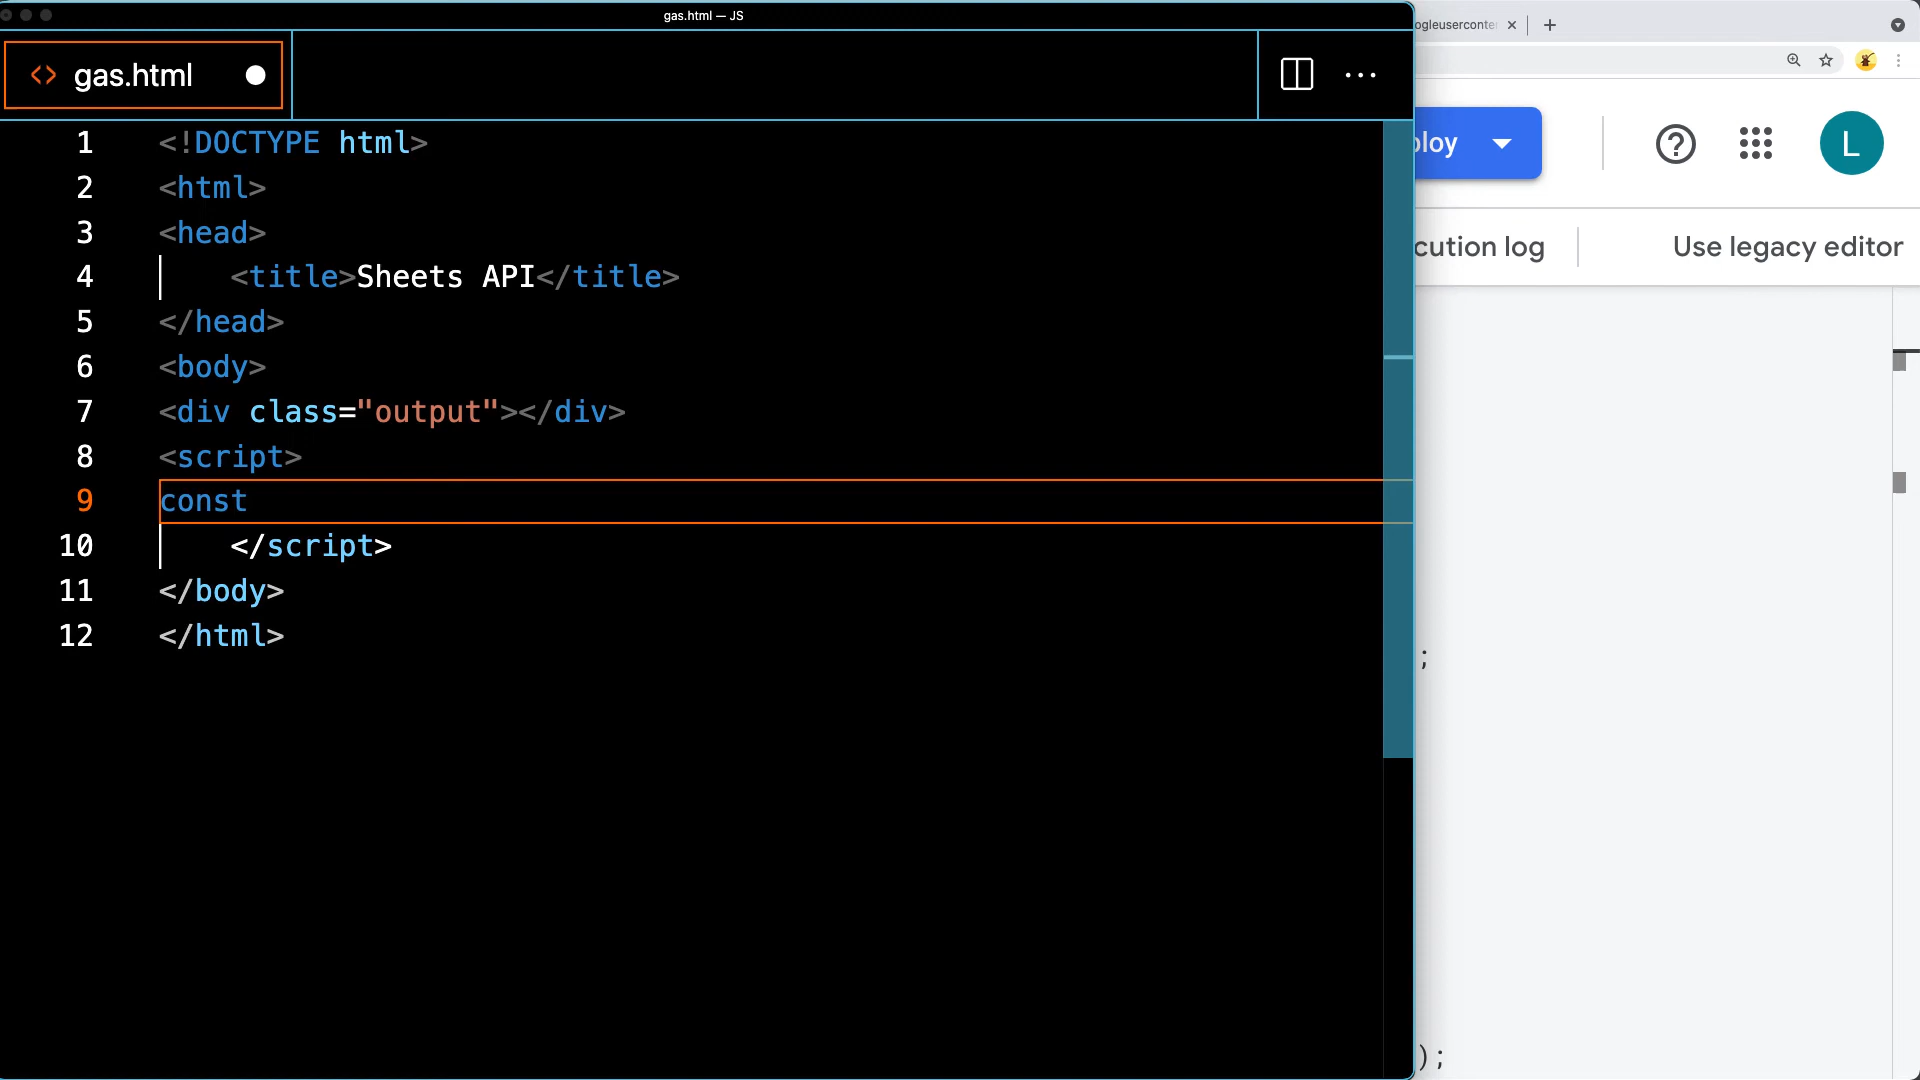 gas.html — JS
<> gas.html
1 <!DOCTYPE html>
2 <html>
3 <head>
4 <title>Sheets API</title>
5 </head>
6 <body>
7 <div class="output"></div>
8 <script>
9 const
10 </script>
11 </body>
12 </html>
ogleuserconte
ploy
L
cution log
Use legacy editor
;
);